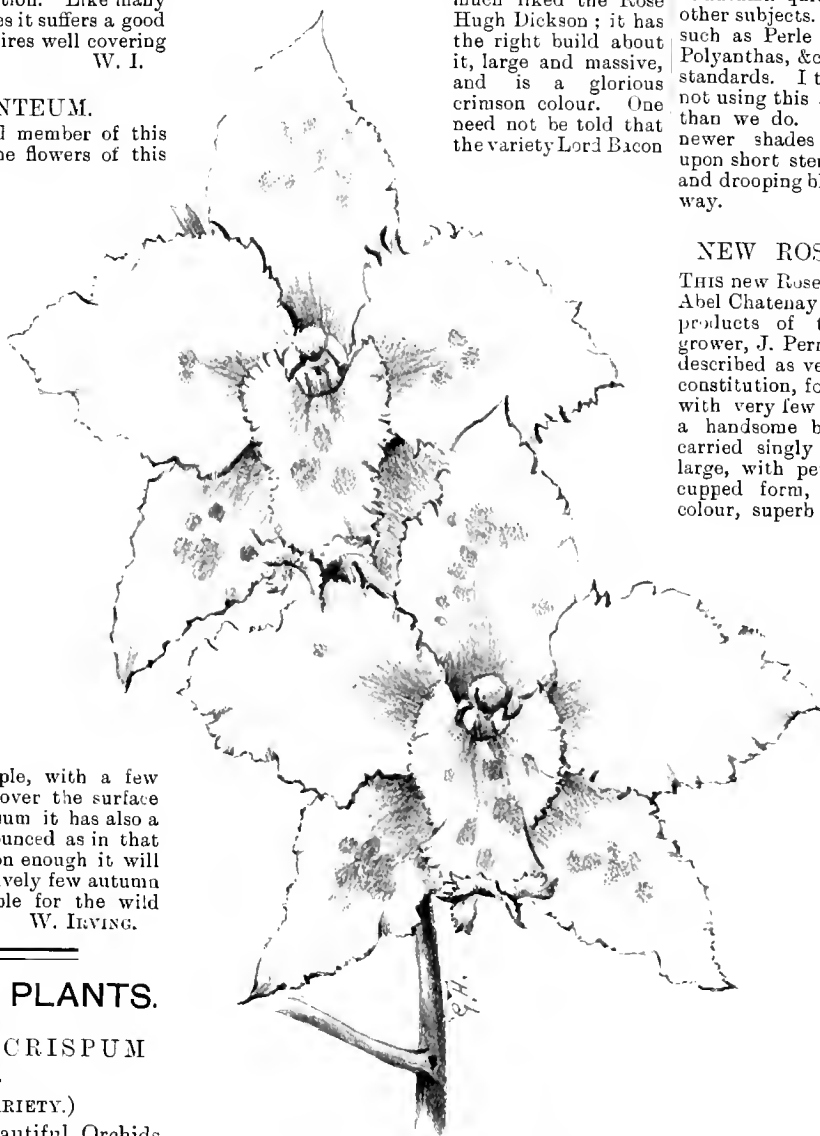 tion. Like many
es it suffers a good
ires well covering
W. I.
NTEUM.
l member of this
ne flowers of this
ple, with a few
over the surface
um it has also a
unced as in that
n enough it will
vely few autumn
ble for the wild
W. IRVING.
PLANTS.
CRISPUM
RIETY.)
autiful Orchids
much liked the Rose
Hugh Dickson ; it has
the right build about
it, large and massive,
and is a glorious
crimson colour. One
need not be told that
the variety Lord Bacon
other subjects.
such as Perle
Polyanthas, &c
standards. I t
not using this
than we do.
newer shades
upon short ster
and drooping bl
way.
NEW ROS
THIS new Rose
Abel Chatenay
products of t
grower, J. Pern
described as ve
constitution, fo
with very few
a handsome b
carried singly
large, with pe
cupped form,
colour, superb
G.H.